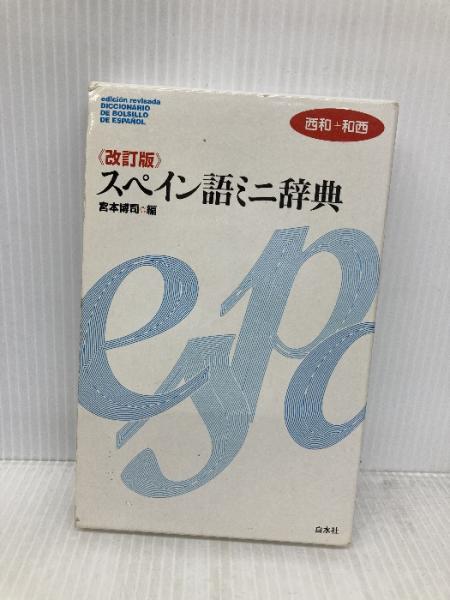 edición revisada
DICCIONARIO
DE BOLSILLO
DE ESPAÑOL
西和+和西
《改訂版》
スペイン語ミニ辞典
宮本博司 編
espa
白水社